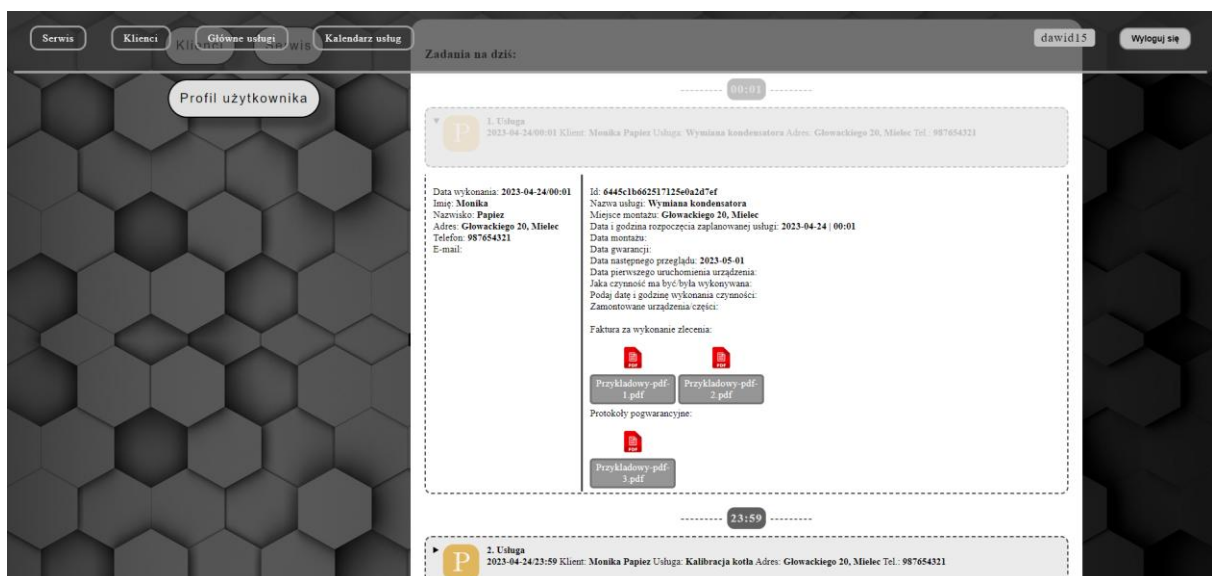 Serwis Klienci Główne usługi Kalendarz usług dawid15 Wyloguj się
Klienci Serwis
Zadania na dziś:
Profil użytkownika
--------- 00:01 ---------
P
1. Usługa
2023-04-24/00:01 Klient: Monika Papiez Usługa: Wymiana kondensatora Adres: Głowackiego 20, Mielec Tel.: 987654321
Data wykonania: 2023-04-24/00:01
Imię: Monika
Nazwisko: Papiez
Adres: Głowackiego 20, Mielec
Telefon: 987654321
E-mail:
Id: 6445c1b662517125e0a2d7ef
Nazwa usługi: Wymiana kondensatora
Miejsce montażu: Głowackiego 20, Mielec
Data i godzina rozpoczęcia zaplanowanej usługi: 2023-04-24 | 00:01
Data montażu:
Data gwarancji:
Data następnego przeglądu: 2023-05-01
Data pierwszego uruchomienia urządzenia:
Jaka czynność ma być/była wykonywana:
Podaj datę i godzinę wykonania czynności:
Zamontowane urządzenia/części:
Faktura za wykonanie zlecenia:
PDF PDF
Przykladowy-pdf-1.pdf
Przykladowy-pdf-2.pdf
Protokoły pogwarancyjne:
PDF
Przykladowy-pdf-3.pdf
--------- 23:59 ---------
P
2. Usługa
2023-04-24/23:59 Klient: Monika Papiez Usługa: Kalibracja kotła Adres: Głowackiego 20, Mielec Tel.: 987654321